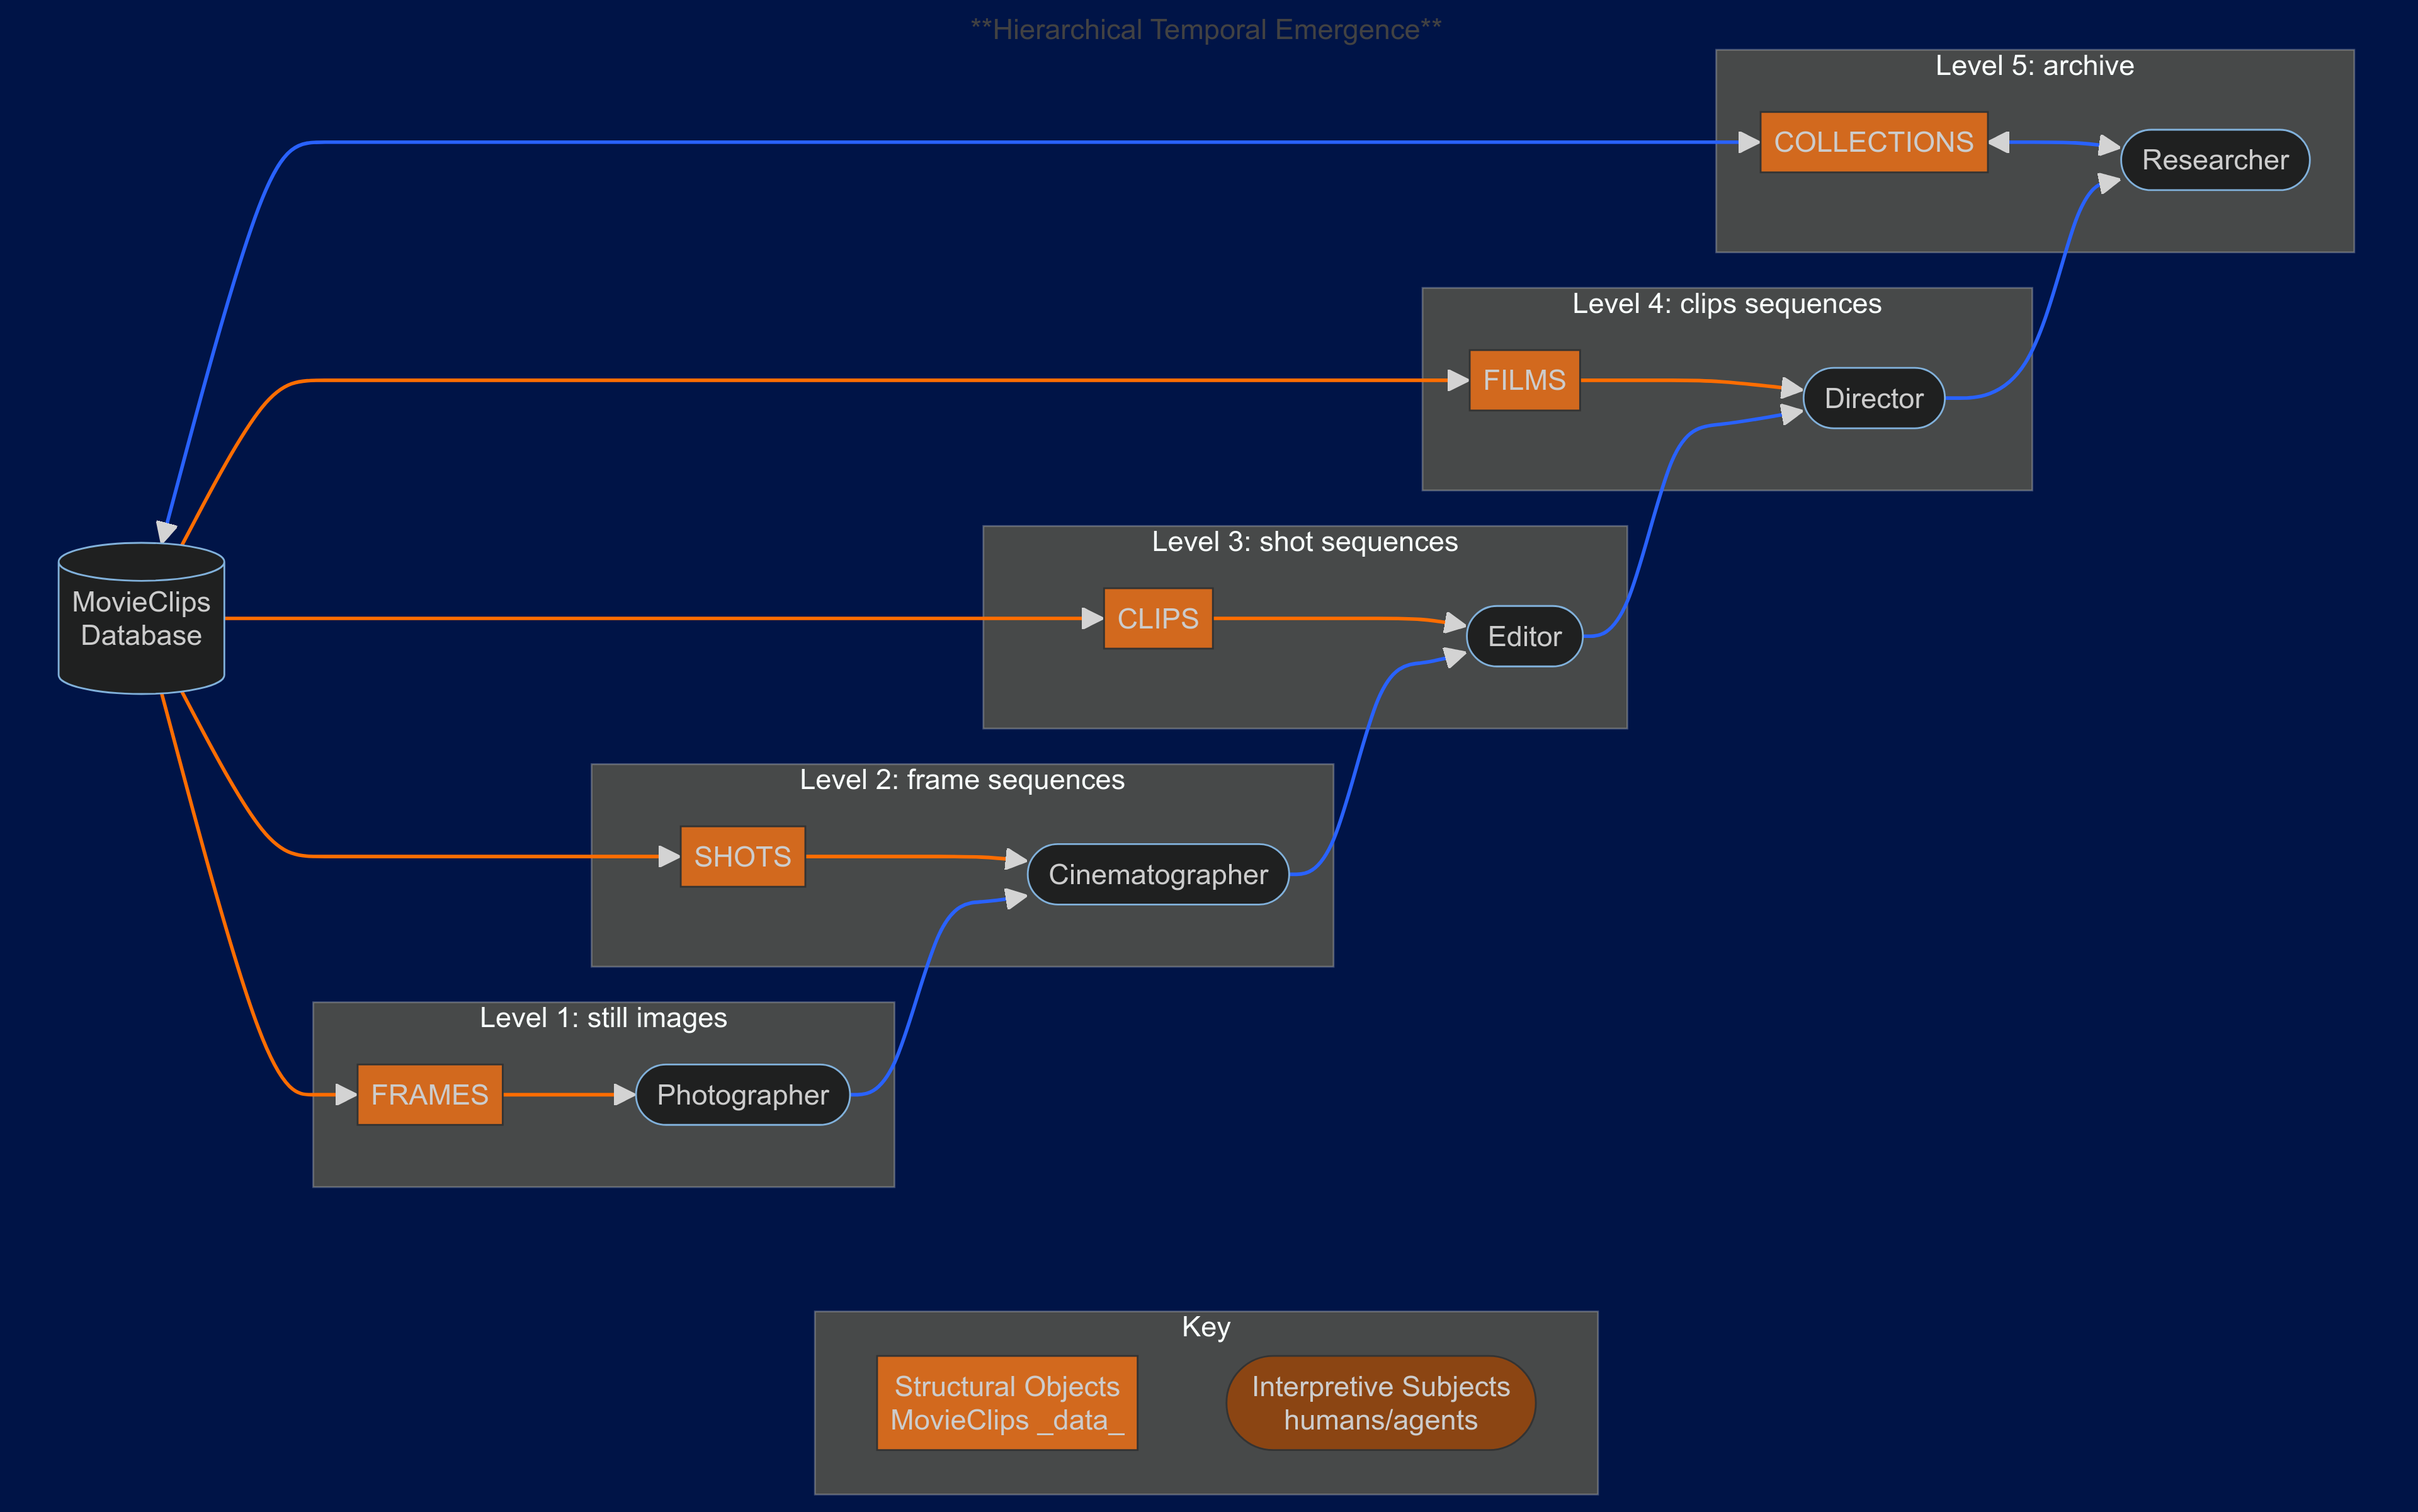 **Hierarchical Temporal Emergence**
Level 5: archive
COLLECTIONS
Researcher
Level 4: clips sequences
FILMS
Director
Level 3: shot sequences
CLIPS
Editor
MovieClips
Database
Level 2: frame sequences
SHOTS
Cinematographer
Level 1: still images
FRAMES
Photographer
Key
Structural Objects
MovieClips _data_
Interpretive Subjects
humans/agents